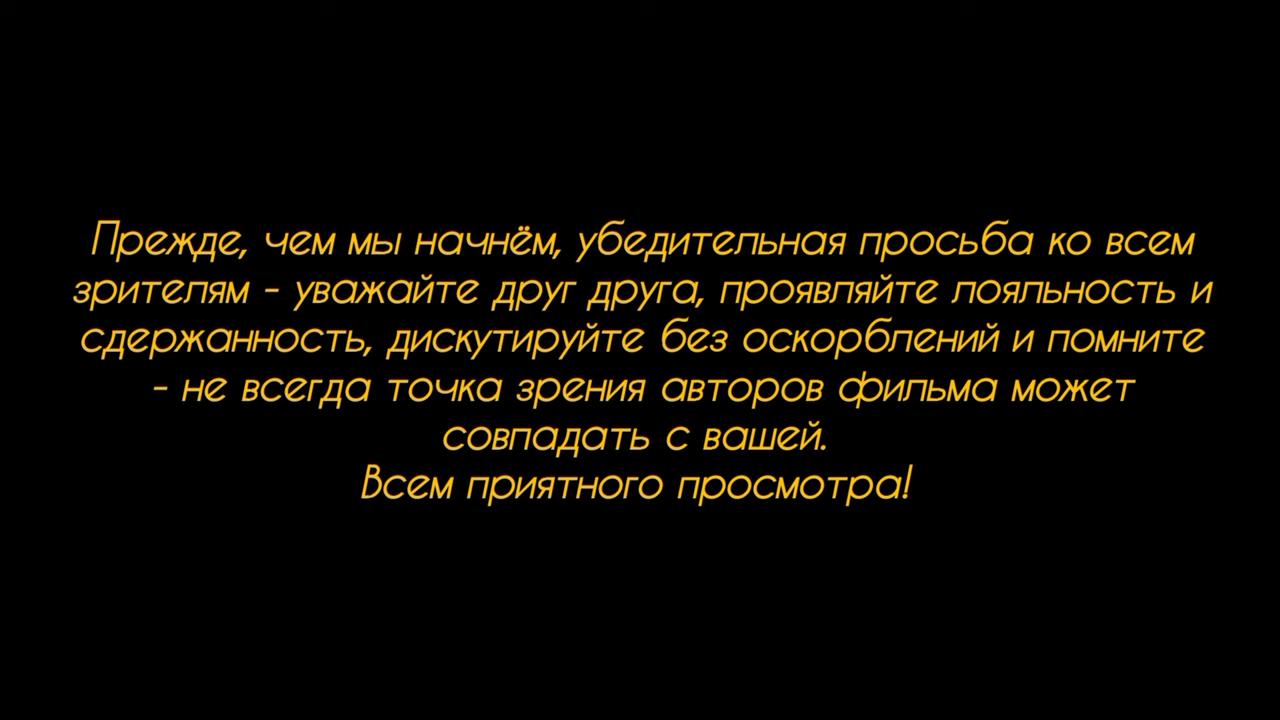 Прежде, чем мы начнём, убедительная просьба ко всем
зрителям - уважайте друг друга, проявляйте лояльность и
сдержанность, дискутируйте без оскорблений и помните
- не всегда точка зрения авторов фильма может
совпадать с вашей.
Всем приятного просмотра!